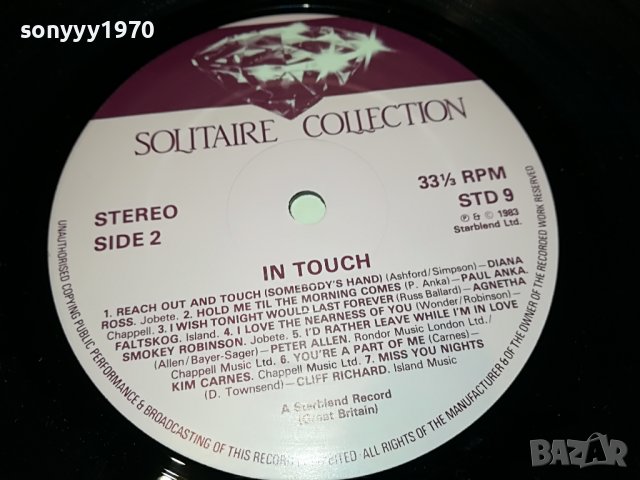 sonyyy1970
SOLITAIRE COLLECTION
STEREO
SIDE 2
33⅓ RPM
STD 9
℗ & © 1983
Starblend Ltd.
IN TOUCH
1. REACH OUT AND TOUCH (SOMEBODY'S HAND) (Ashford/Simpson)–DIANA
ROSS. Jobete. 2. HOLD ME TIL THE MORNING COMES (P. Anka)–PAUL ANKA.
Chappell. 3. I WISH TONIGHT WOULD LAST FOREVER (Russ Ballard)–AGNETHA
FALTSKOG. Island. 4. I LOVE THE NEARNESS OF YOU (Wonder/Robinson)–
SMOKEY ROBINSON. Jobete. 5. I'D RATHER LEAVE WHILE I'M IN LOVE
(Allen/Bayer-Sager)–PETER ALLEN. Rondor Music London Ltd./
Chappell Music Ltd. 6. YOU'RE A PART OF ME (Carnes)–
KIM CARNES. Chappell Music Ltd. 7. MISS YOU NIGHTS
(D. Townsend)–CLIFF RICHARD. Island Music
A Starblend Record
(Great Britain)
UNAUTHORISED COPYING PUBLIC PERFORMANCE & BROADCASTING OF THIS RECORD PROHIBITED. ALL RIGHTS OF THE MANUFACTURER & OF THE OWNER OF THE RECORDED WORK RESERVED
BAZAR